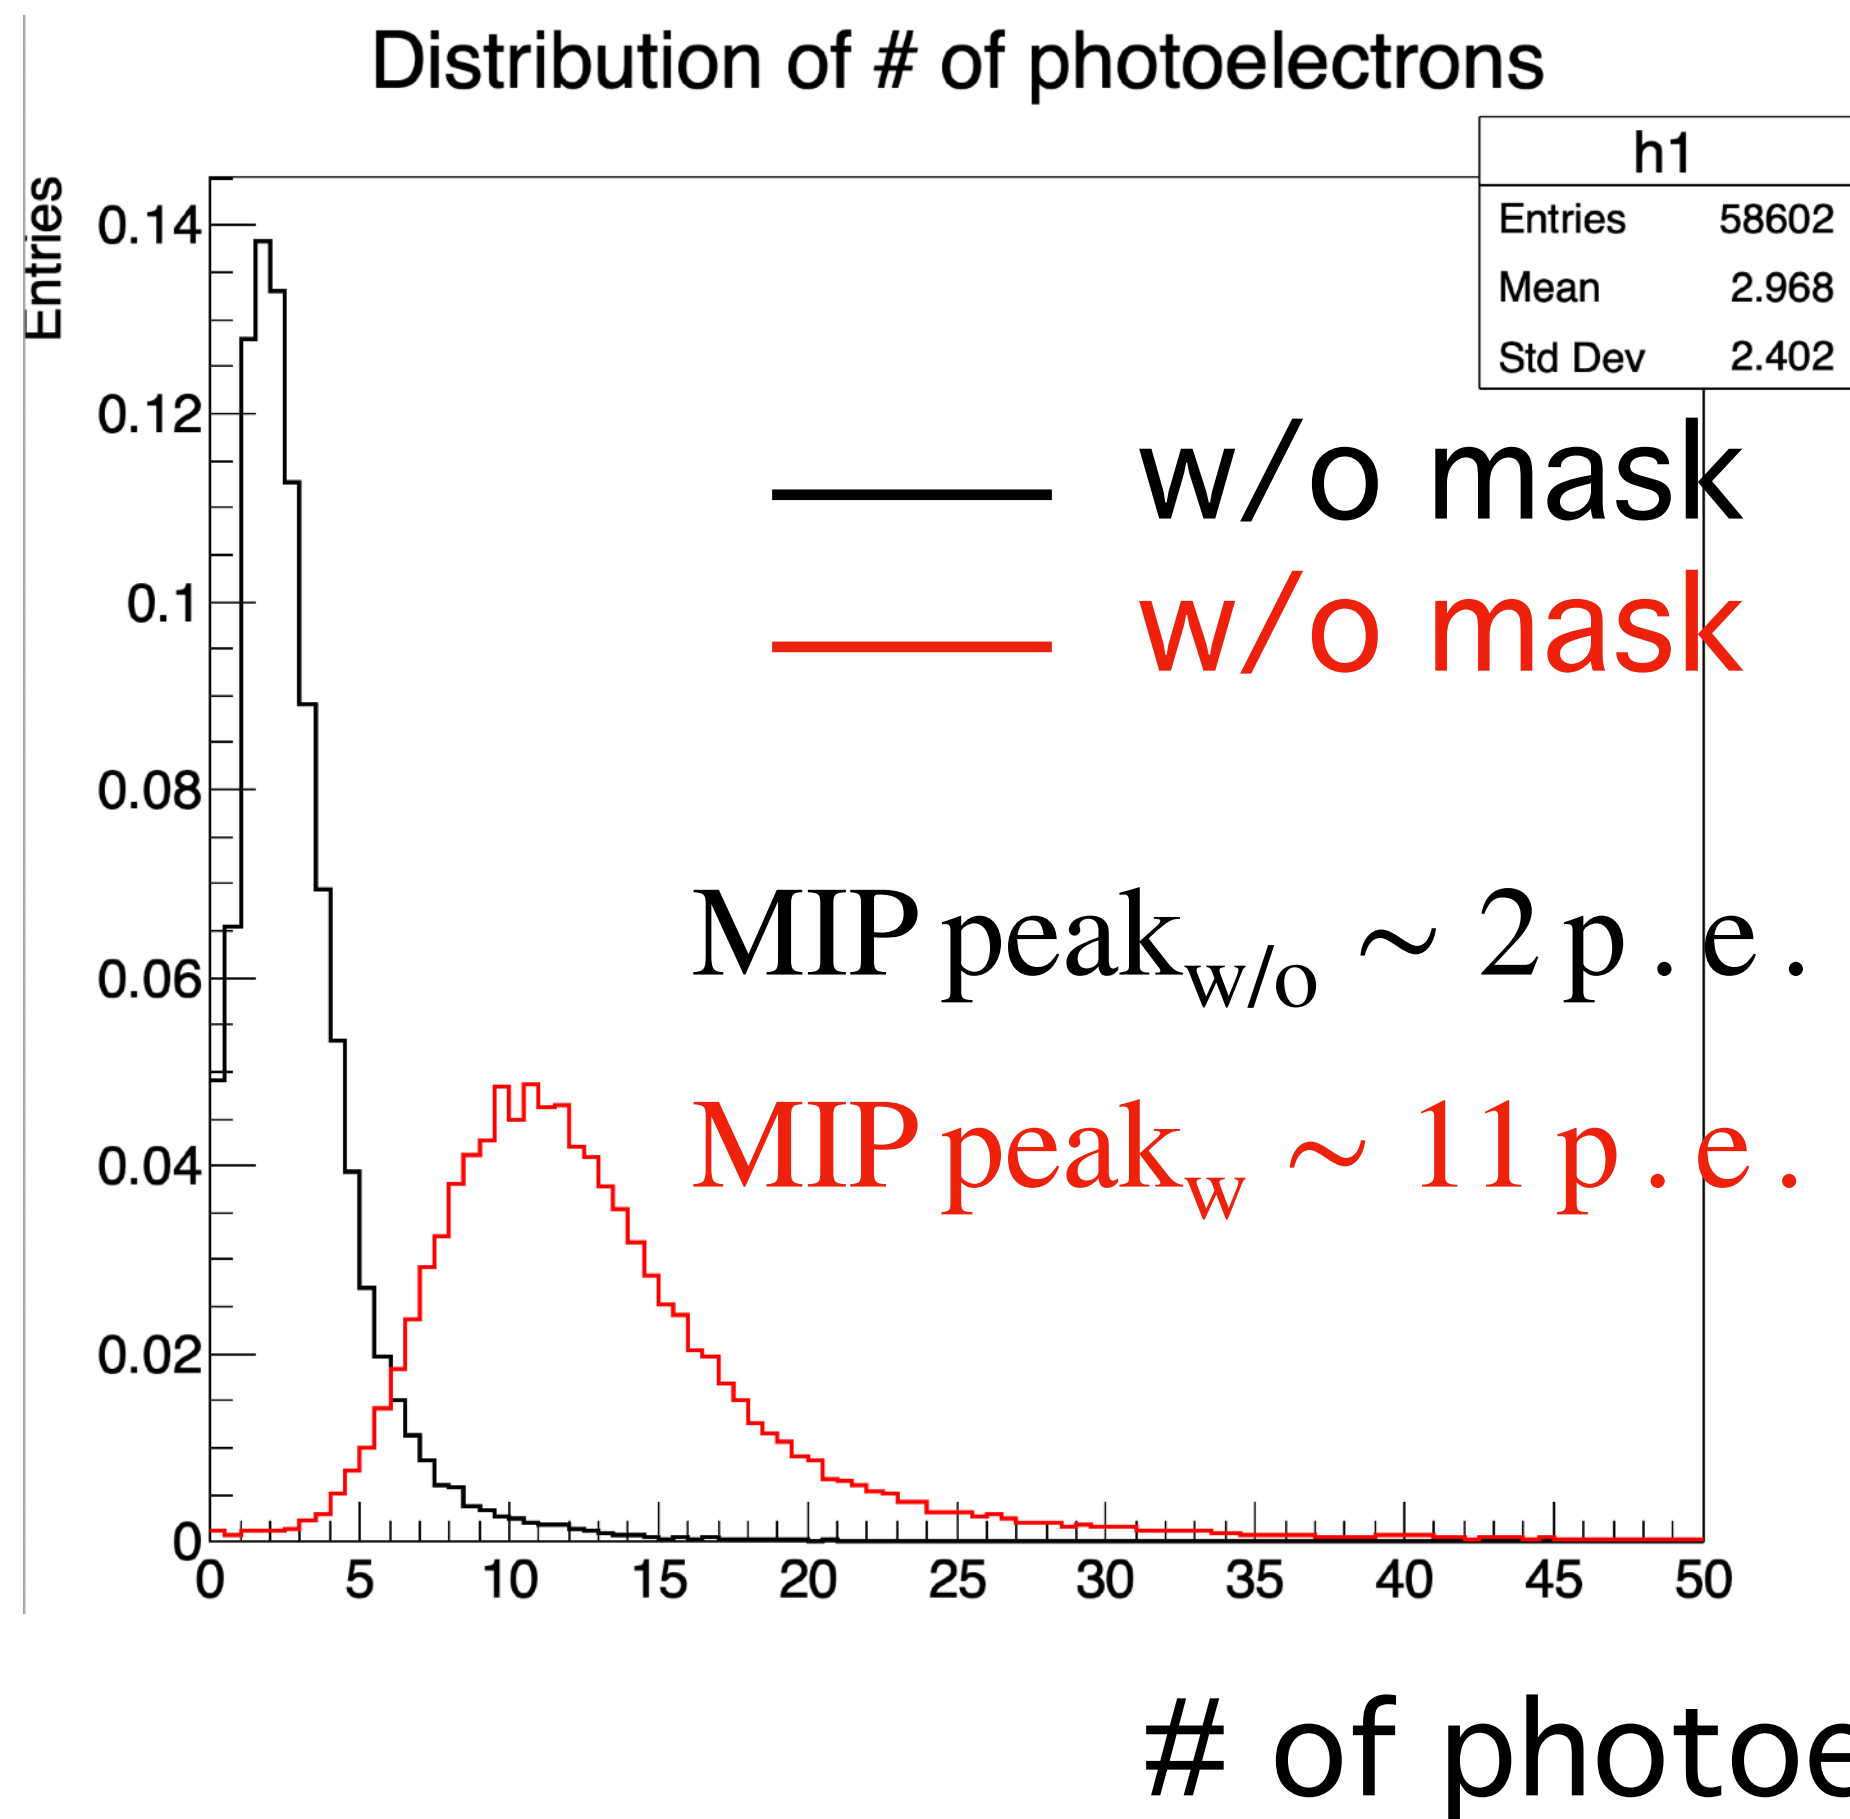 Distribution of # of photoelectrons
h1
Entries 58602
Mean 2.968
Std Dev 2.402
Entries
0.14
0.12
0.1
0.08
0.06
0.04
0.02
0
w/o mask
w/o mask
MIP peak w/o ~ 2 p.e.
MIP peak w ~ 11 p.e.
0 5 10 15 20 25 30 35 40 45 50
# of photoe